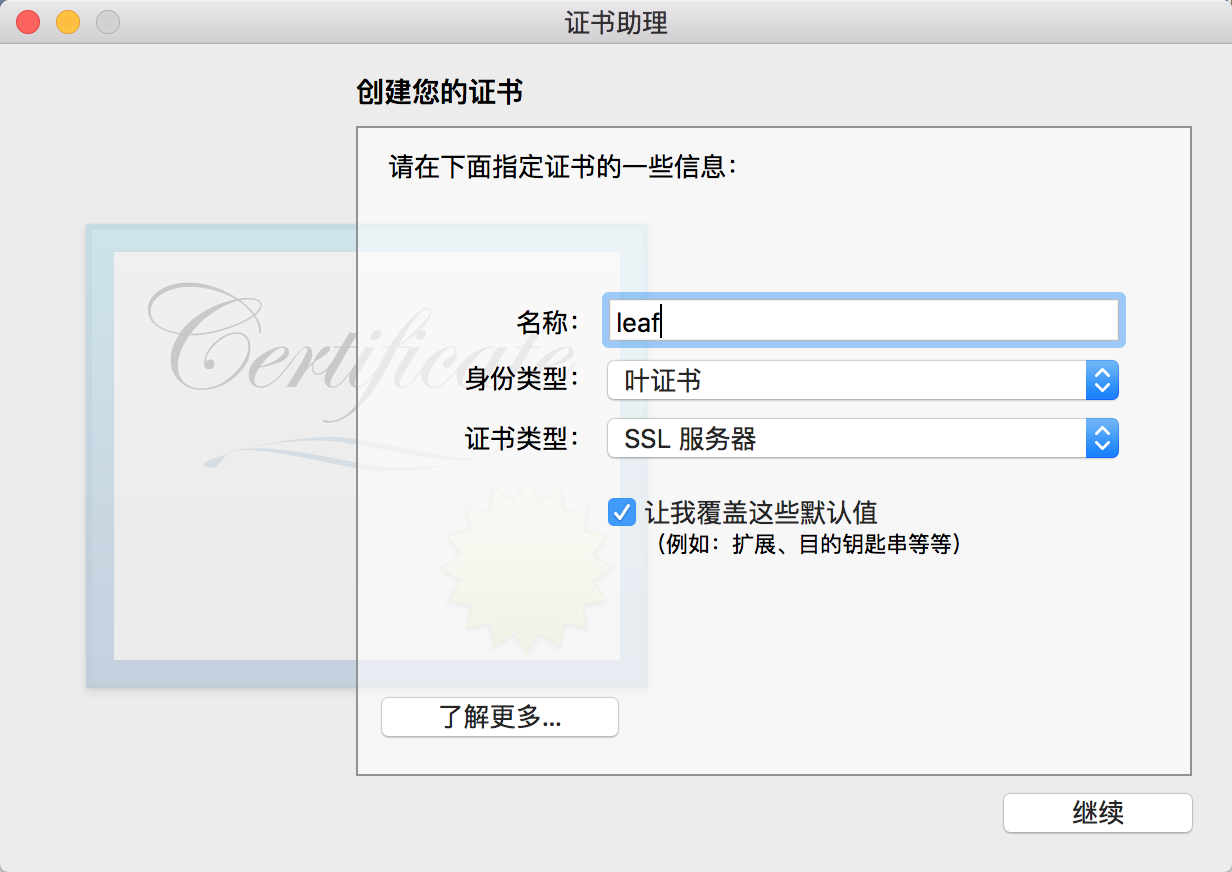 证书助理
创建您的证书
请在下面指定证书的一些信息：
Certificate
名称： leaf
身份类型： 叶证书
证书类型： SSL 服务器
让我覆盖这些默认值
（例如：扩展、目的钥匙串等等）
了解更多...
继续